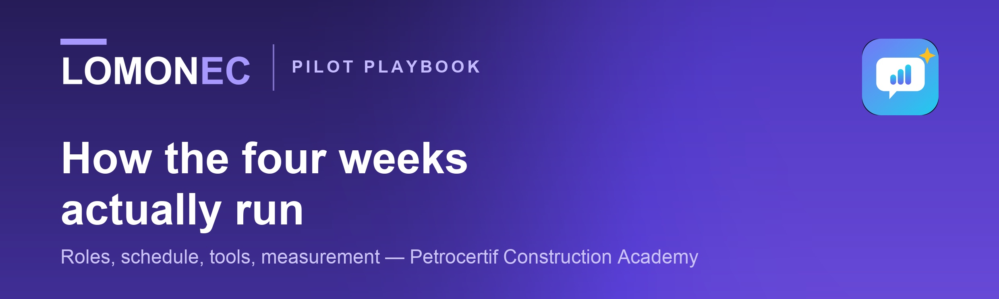 LOMONEC
PILOT PLAYBOOK
How the four weeks
actually run
Roles, schedule, tools, measurement — Petrocertif Construction Academy